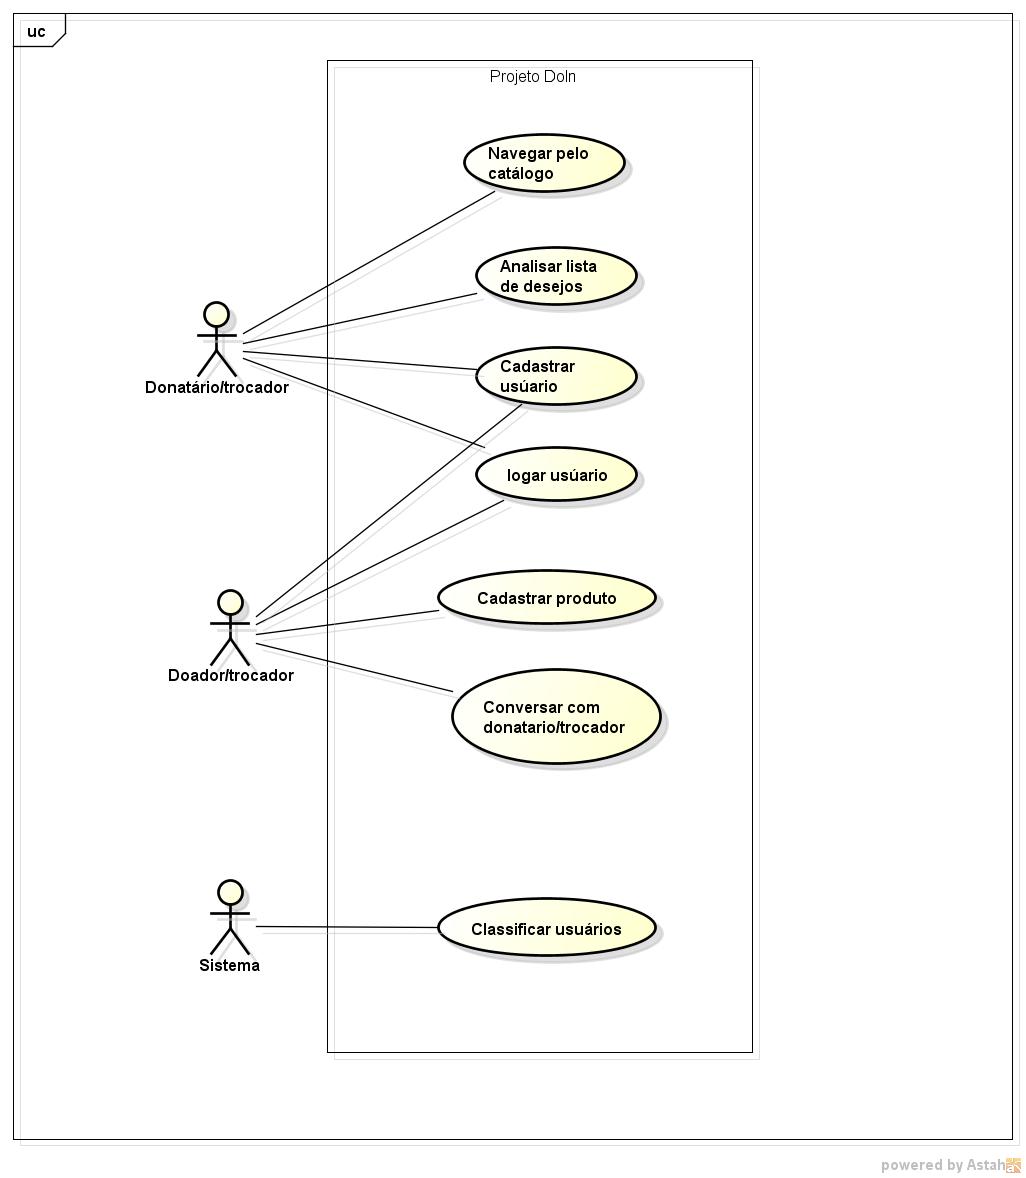 uc
Projeto DoIn
Navegar pelo
catálogo
Analisar lista
de desejos
Cadastrar
usúario
Donatário/trocador
logar usúario
Cadastrar produto
Doador/trocador
Conversar com
donatario/trocador
Classificar usuários
Sistema
powered by Astah